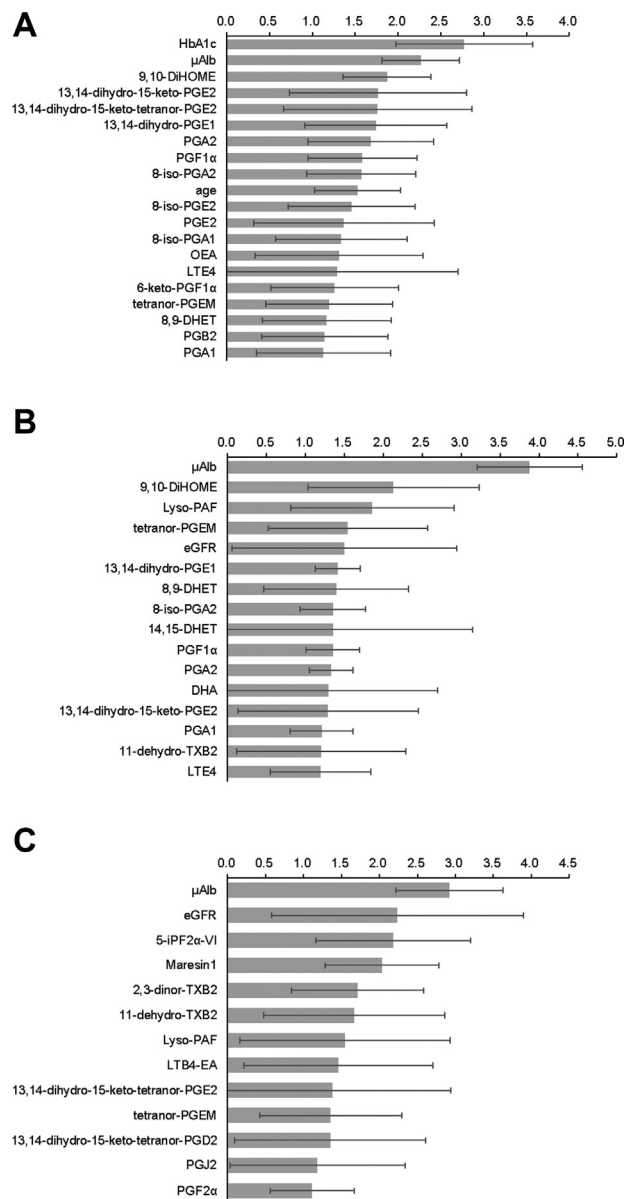 A
0.0 0.5 1.0 1.5 2.0 2.5 3.0 3.5 4.0
HbA1c
μAlb
9,10-DiHOME
13,14-dihydro-15-keto-PGE2
13,14-dihydro-15-keto-tetranor-PGE2
13,14-dihydro-PGE1
PGA2
PGF1α
8-iso-PGA2
age
8-iso-PGE2
PGE2
8-iso-PGA1
OEA
LTE4
6-keto-PGF1α
tetranor-PGEM
8,9-DHET
PGB2
PGA1
B
0.0 0.5 1.0 1.5 2.0 2.5 3.0 3.5 4.0 4.5 5.0
μAlb
9,10-DiHOME
Lyso-PAF
tetranor-PGEM
eGFR
13,14-dihydro-PGE1
8,9-DHET
8-iso-PGA2
14,15-DHET
PGF1α
PGA2
DHA
13,14-dihydro-15-keto-PGE2
PGA1
11-dehydro-TXB2
LTE4
C
0.0 0.5 1.0 1.5 2.0 2.5 3.0 3.5 4.0 4.5
μAlb
eGFR
5-iPF2α-VI
Maresin1
2,3-dinor-TXB2
11-dehydro-TXB2
Lyso-PAF
LTB4-EA
13,14-dihydro-15-keto-tetranor-PGE2
tetranor-PGEM
13,14-dihydro-15-keto-tetranor-PGD2
PGJ2
PGF2α